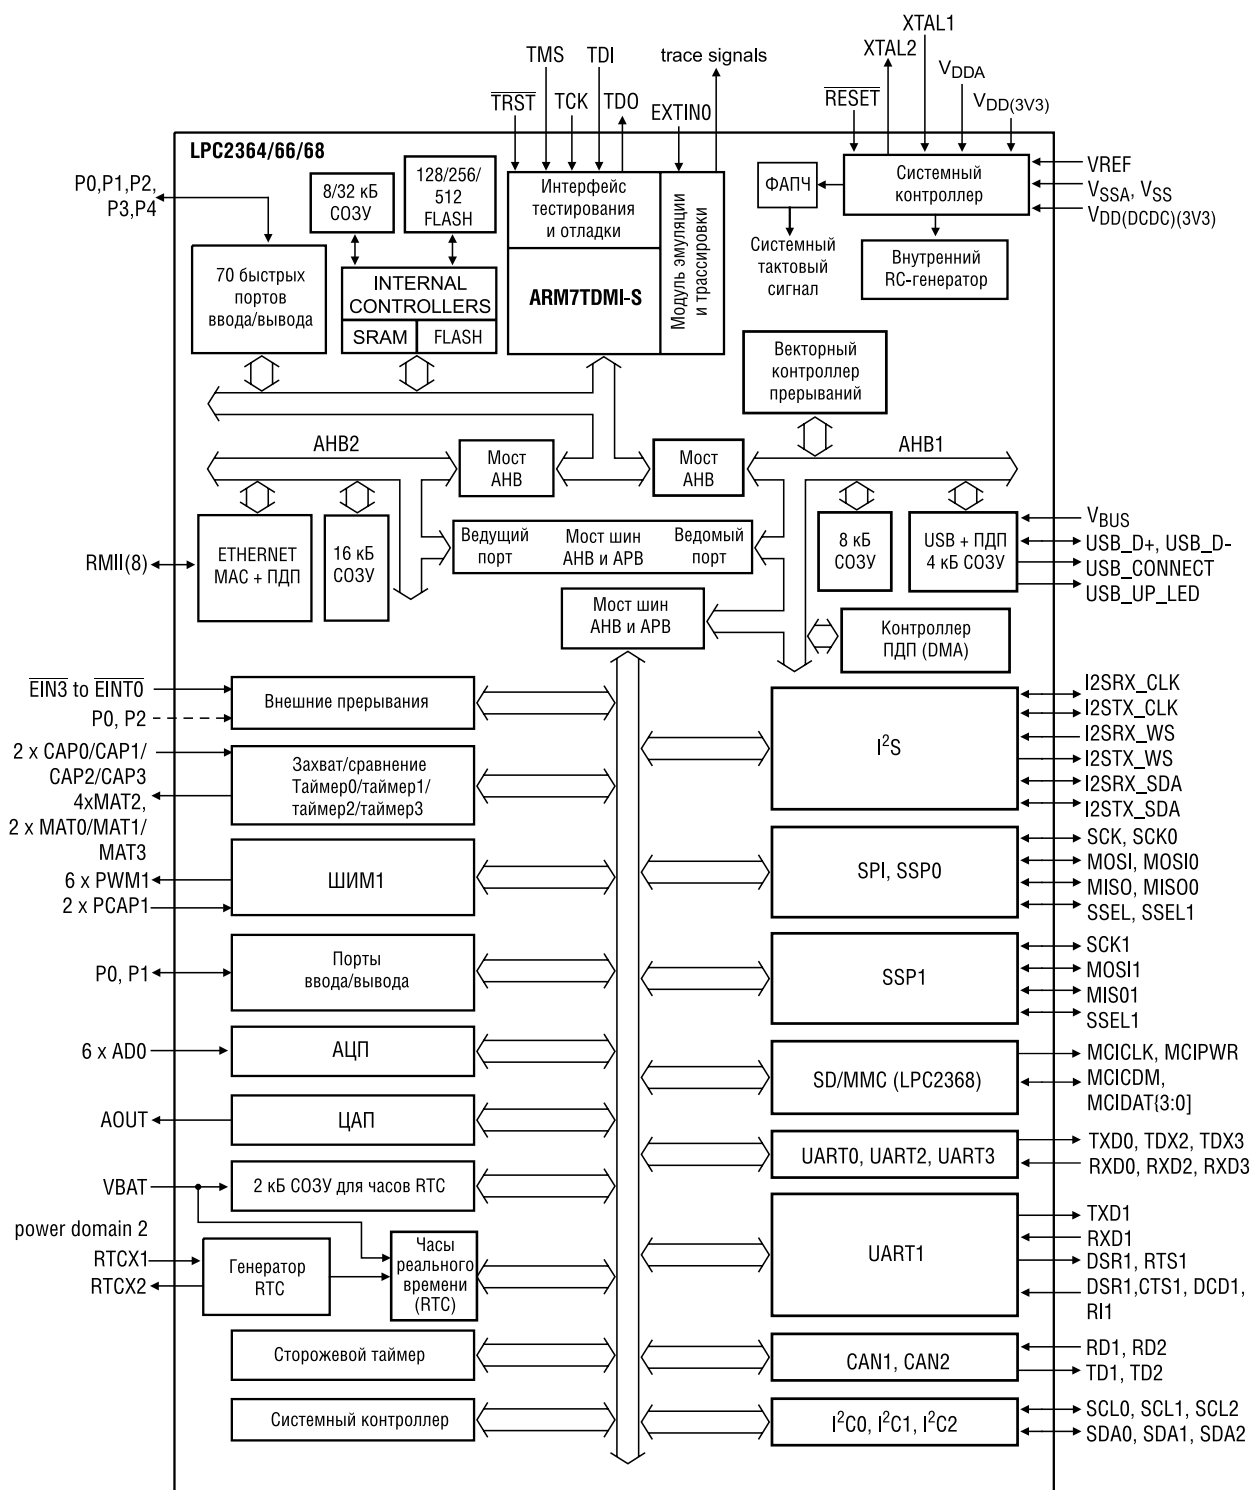 XTAL1
XTAL2
TMS
TDI
trace signals
VDDA
TRST
TCK
TDO
EXTIN0
RESET
VDD(3V3)
LPC2364/66/68
P0,P1,P2,
P3,P4
8/32 кБ
СОЗУ
128/256/
512
FLASH
Интерфейс
тестирования
и отладки
Модуль эмуляции
и трассировки
ФАПЧ
Системный
контроллер
VREF
VSSA, VSS
VDD(DCDC)(3V3)
70 быстрых
портов
ввода/вывода
INTERNAL
CONTROLLERS
SRAM
FLASH
ARM7TDMI-S
Системный
тактовый
сигнал
Внутренний
RC-генератор
Векторный
контроллер
прерываний
AHB2
Мост
AHB
Мост
AHB
AHB1
RMII(8)
ETHERNET
MAC + ПДП
16 кБ
СОЗУ
Ведущий
порт
Мост шин
AHB и APB
Ведомый
порт
8 кБ
СОЗУ
USB + ПДП
4 кБ СОЗУ
VBUS
USB_D+, USB_D-
USB_CONNECT
USB_UP_LED
Мост шин
AHB и APB
Контроллер
ПДП (DMA)
EIN3 to EINT0
P0, P2
Внешние прерывания
I2S
I2SRX_CLK
I2STX_CLK
I2SRX_WS
I2STX_WS
I2SRX_SDA
I2STX_SDA
2 x CAP0/CAP1/
CAP2/CAP3
4xMAT2,
2 x MAT0/MAT1/
MAT3
Захват/сравнение
Таймер0/таймер1/
таймер2/таймер3
6 x PWM1
2 x PCAP1
ШИМ1
SPI, SSP0
SCK, SCK0
MOSI, MOSI0
MISO, MISO0
SSEL, SSEL1
P0, P1
Порты
ввода/вывода
SSP1
SCK1
MOSI1
MISO1
SSEL1
6 x AD0
АЦП
SD/MMC (LPC2368)
MCICLK, MCIPWR
MCICDM,
MCIDAT{3:0]
AOUT
ЦАП
UART0, UART2, UART3
TXD0, TDX2, TDX3
RXD0, RXD2, RXD3
VBAT
2 кБ СОЗУ для часов RTC
power domain 2
RTCX1
RTCX2
Генератор
RTC
Часы
реального
времени
(RTC)
UART1
TXD1
RXD1
DSR1, RTS1
DSR1,CTS1, DCD1,
RI1
Сторожевой таймер
CAN1, CAN2
RD1, RD2
TD1, TD2
Системный контроллер
I2C0, I2C1, I2C2
SCL0, SCL1, SCL2
SDA0, SDA1, SDA2